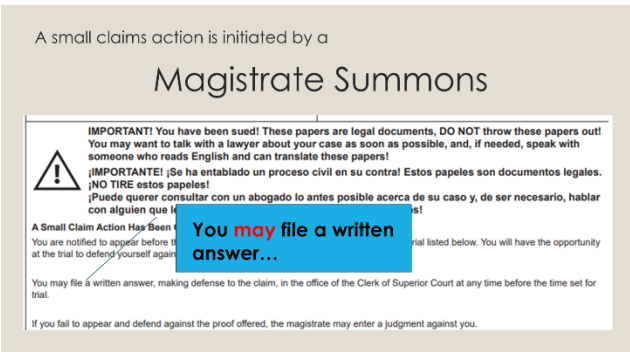 A small claims action is initiated by a
Magistrate Summons
IMPORTANT! You have been sued! These papers are legal documents, DO NOT throw these papers out!
You may want to talk with a lawyer about your case as soon as possible, and, if needed, speak with
someone who reads English and can translate these papers!
¡IMPORTANTE! ¡Se ha entablado un proceso civil en su contra! Estos papeles son documentos legales.
¡NO TIRE estos papeles!
¡Puede querer consultar con un abogado lo antes posible acerca de su caso y, de ser necesario, hablar
con alguien que
A Small Claim Action Has Been
You are notified to appear before
trial listed below. You will have the opportunity
at the trial to defend yourself
You may file a written
answer…
You may file a written answer, making defense to the claim, in the office of the Clerk of Superior Court at any time before the time set for
trial.
If you fail to appear and defend against the proof offered, the magistrate may enter a judgment against you.